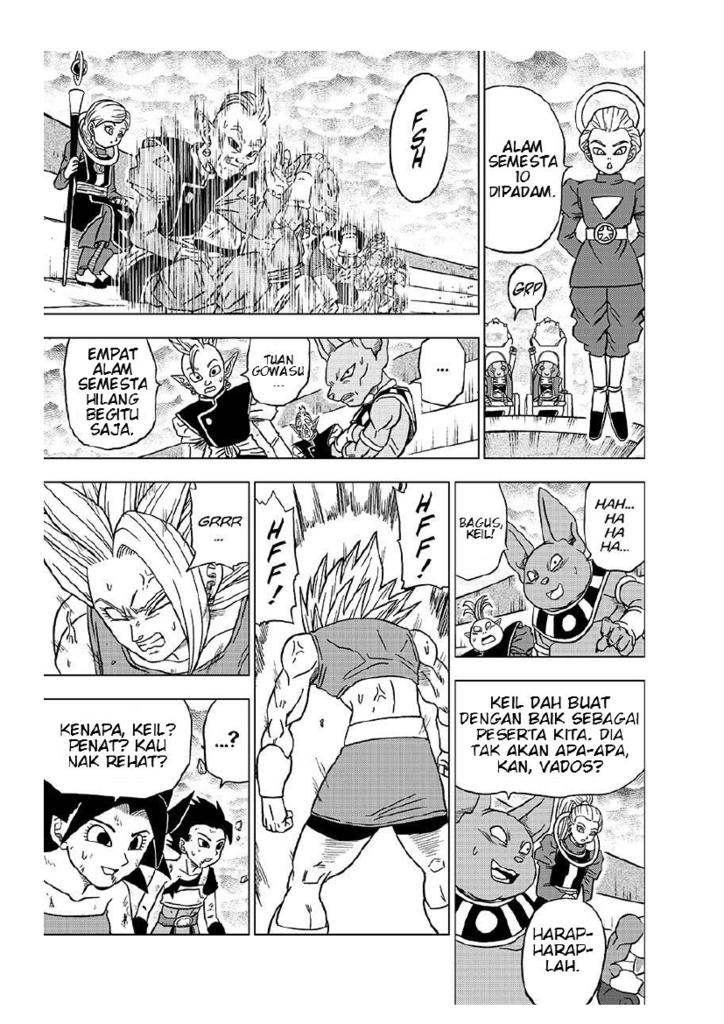 ALAM
SEMESTA
10
DIPADAM.
GRP
FSH
...
TUAN
GOWASU
...
EMPAT
ALAM
SEMESTA
HILANG
BEGITU
SAJA.
HAH...
HA
HA
HA...
BAGUS,
KEIL!
HFF!
HFF!
GRRR
...
KEIL DAH BUAT
DENGAN BAIK SEBAGAI
PESERTA KITA. DIA
TAK AKAN APA-APA,
KAN, VADOS?
HARAP-
HARAP-
LAH.
...?
KENAPA, KEIL?
PENAT? KAU
NAK REHAT?